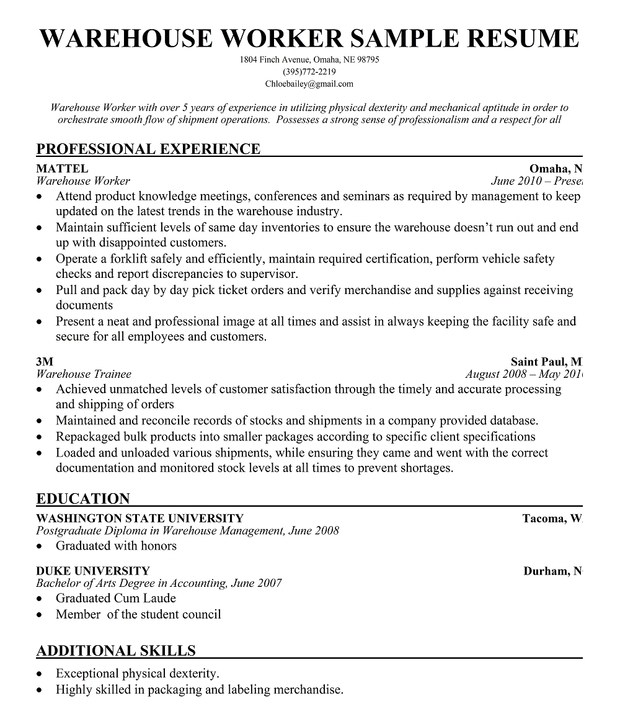 WAREHOUSE WORKER SAMPLE RESUME
1804 Finch Avenue, Omaha, NE 98795
(395)772-2219
Chloebailey@gmail.com
Warehouse Worker with over 5 years of experience in utilizing physical dexterity and mechanical aptitude in order to
orchestrate smooth flow of shipment operations. Possesses a strong sense of professionalism and a respect for all
PROFESSIONAL EXPERIENCE
MATTEL Omaha, N
Warehouse Worker June 2010 – Prese
• Attend product knowledge meetings, conferences and seminars as required by management to keep
updated on the latest trends in the warehouse industry.
• Maintain sufficient levels of same day inventories to ensure the warehouse doesn't run out and end
up with disappointed customers.
• Operate a forklift safely and efficiently, maintain required certification, perform vehicle safety
checks and report discrepancies to supervisor.
• Pull and pack day by day pick ticket orders and verify merchandise and supplies against receiving
documents
• Present a neat and professional image at all times and assist in always keeping the facility safe and
secure for all employees and customers.
3M Saint Paul, M
Warehouse Trainee August 2008 – May 201
• Achieved unmatched levels of customer satisfaction through the timely and accurate processing
and shipping of orders
• Maintained and reconcile records of stocks and shipments in a company provided database.
• Repackaged bulk products into smaller packages according to specific client specifications
• Loaded and unloaded various shipments, while ensuring they came and went with the correct
documentation and monitored stock levels at all times to prevent shortages.
EDUCATION
WASHINGTON STATE UNIVERSITY Tacoma, W
Postgraduate Diploma in Warehouse Management, June 2008
• Graduated with honors
DUKE UNIVERSITY Durham, N
Bachelor of Arts Degree in Accounting, June 2007
• Graduated Cum Laude
• Member of the student council
ADDITIONAL SKILLS
• Exceptional physical dexterity.
• Highly skilled in packaging and labeling merchandise.